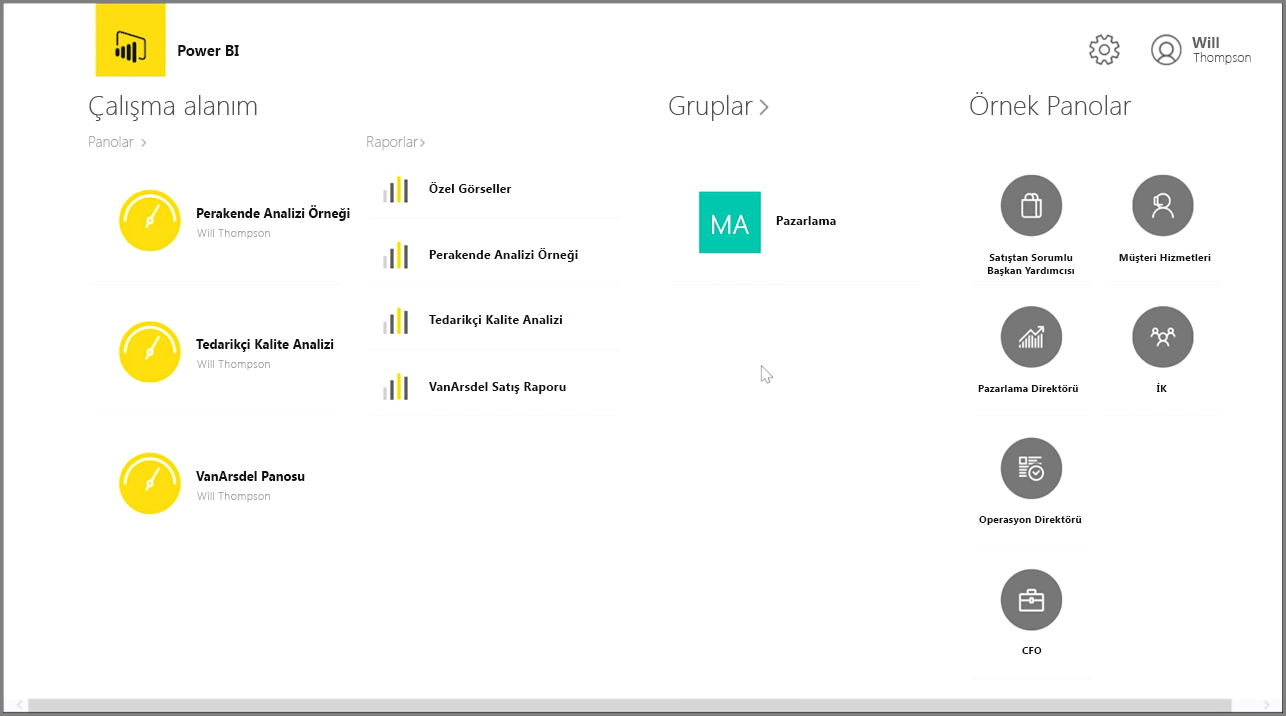 Power BI
Will
Thompson
Çalışma alanım
Panolar
Perakende Analizi Örneği
Will Thompson
Tedarikçi Kalite Analizi
Will Thompson
VanArsdel Panosu
Will Thompson
Raporlar
Özel Görseller
Perakende Analizi Örneği
Tedarikçi Kalite Analizi
VanArsdel Satış Raporu
Gruplar
MA
Pazarlama
Örnek Panolar
Satıştan Sorumlu
Başkan Yardımcısı
Müşteri Hizmetleri
Pazarlama Direktörü
İK
Operasyon Direktörü
CFO